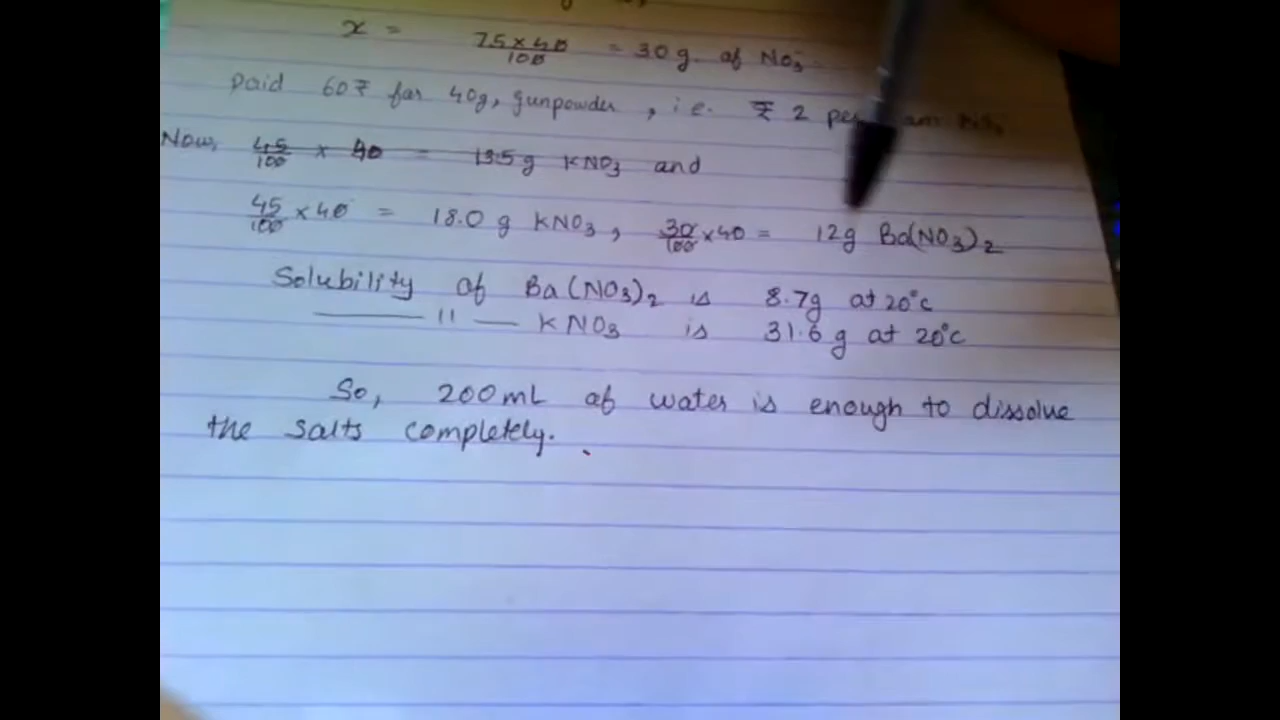 x = 75 × 40 / 100 = 30 g. of NO3⁻
paid 60₹ for 40g, gunpowder, i.e. ₹ 2 per
Now, 45/100 × 40 = 13.5g KNO3 and
45/100 × 40 = 18.0 g KNO3, 30/100 × 40 = 12g Ba(NO3)2
Solubility of Ba(NO3)2 is 8.7g at 20°c
——— " — KNO3 is 31.6 g at 20°c
So, 200mL of water is enough to dissolve
the salts completely.